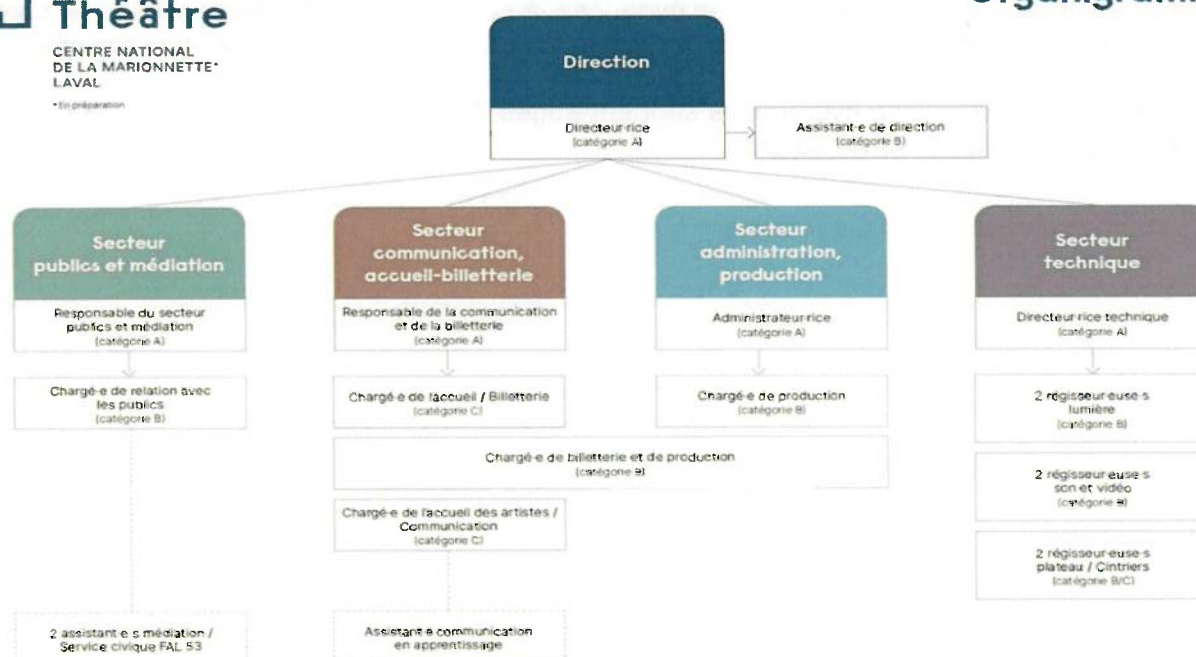 Théâtre
CENTRE NATIONAL
DE LA MARIONNETTE*
LAVAL
* En préparation
Direction
Directeur·rice
(catégorie A)
Assistant·e de direction
(catégorie B)
Secteur
publics et médiation
Responsable du secteur
publics et médiation
(catégorie A)
Chargé·e de relation avec
les publics
(catégorie B)
2 assistant·e·s médiation /
Service civique FAL 53
Secteur
communication,
accueil-billetterie
Responsable de la communication
et de la billetterie
(catégorie A)
Chargé·e de l'accueil / Billetterie
(catégorie C)
Chargé·e de billetterie et de production
(catégorie B)
Chargé·e de l'accueil des artistes /
Communication
(catégorie C)
Assistant·e communication
en apprentissage
Secteur
administration,
production
Administrateur·rice
(catégorie A)
Chargé·e de production
(catégorie B)
Secteur
technique
Directeur·rice technique
(catégorie A)
2 régisseur·euse·s
lumière
(catégorie B)
2 régisseur·euse·s
son et vidéo
(catégorie B)
2 régisseur·euse·s
plateau / Cintriers
(catégorie B/C)